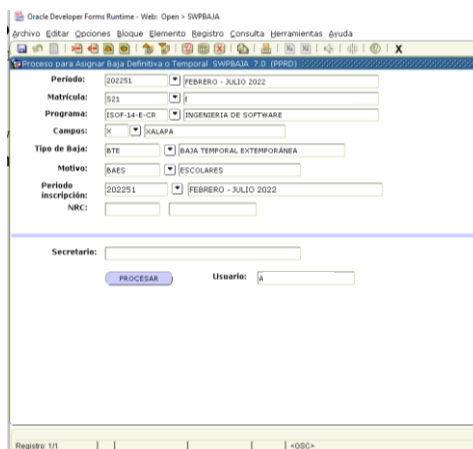 Oracle Developer Forms Runtime - Web: Open > SWPBAJA
Archivo Editar Opciones Bloque Elemento Registro Consulta Herramientas Ayuda
Proceso para Asignar Baja Definitiva o Temporal SWPBAJA 7.0 (PPRD)
Período: 202251 FEBRERO - JULIO 2022
Matrícula: S21
Programa: ISOF-14-E-CR INGENIERIA DE SOFTWARE
Campus: X XALAPA
Tipo de Baja: BTE BAJA TEMPORAL EXTEMPORÁNEA
Motivo: BAES ESCOLARES
Periodo inscripción: 202251 FEBRERO - JULIO 2022
NRC:
Secretario:
PROCESAR Usuario: A
Registro: 1/1 <OSC>